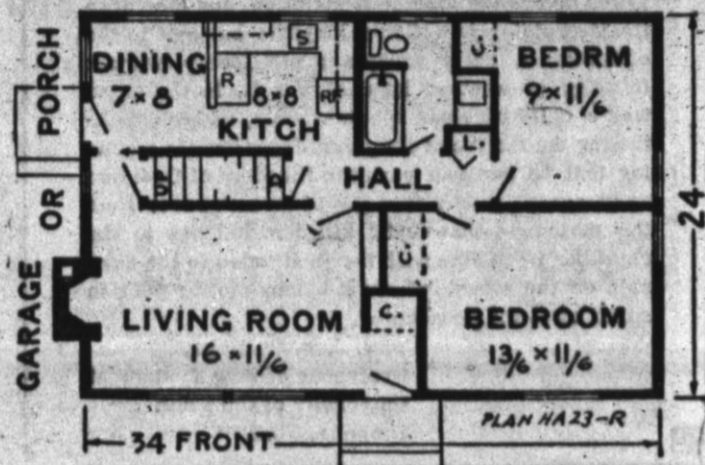 PORCH
OR
GARAGE
DINING
7×8
R
S
8×8
RF
KITCH
C.
BEDRM
9×11/6
L.
HALL
C.
C.
LIVING ROOM
16×11/6
BEDROOM
13/6×11/6
24
PLAN HA23-R
34 FRONT